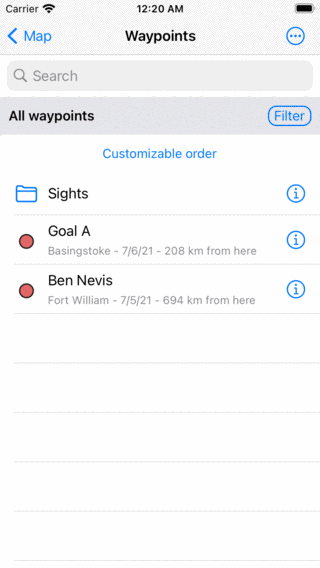 Carrier 12:20 AM
Map Waypoints
Search
All waypoints Filter
Customizable order
Sights
Goal A
Basingstoke - 7/6/21 - 208 km from here
Ben Nevis
Fort William - 7/5/21 - 694 km from here